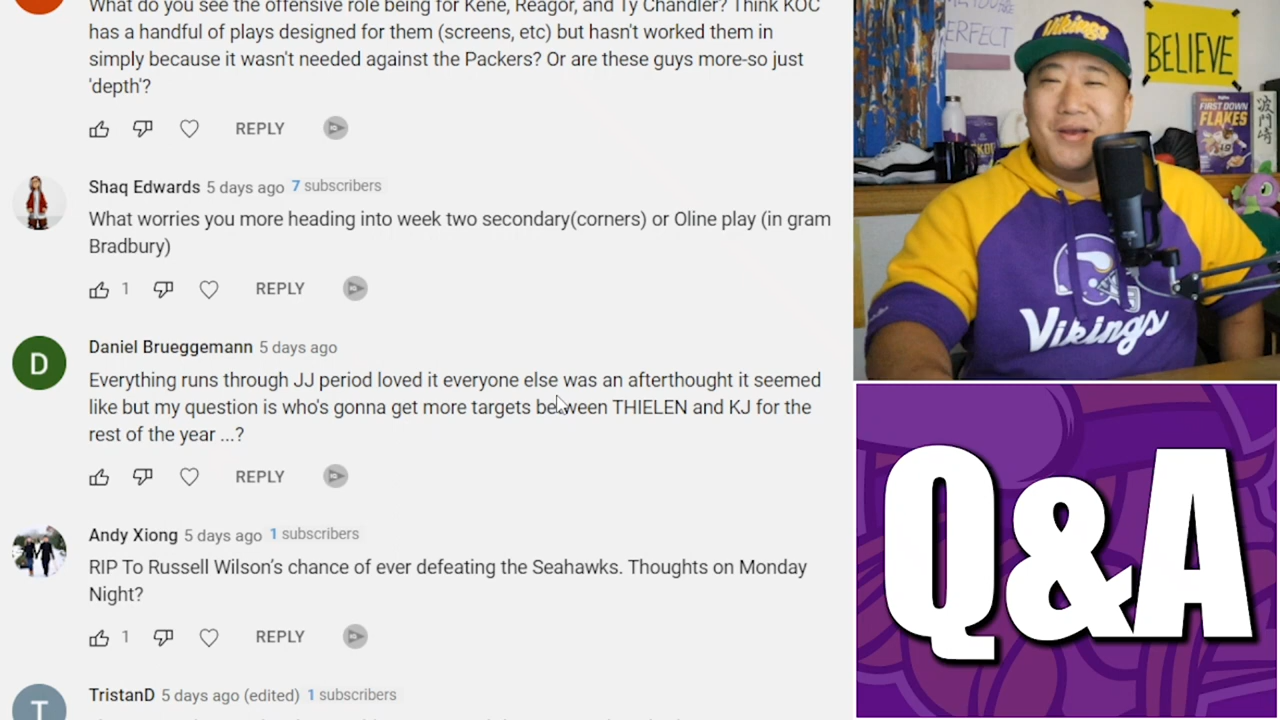 What do you see the offensive role being for Kene, Reagor, and Ty Chandler? Think KOC
has a handful of plays designed for them (screens, etc) but hasn't worked them in
simply because it wasn't needed against the Packers? Or are these guys more-so just
'depth'?
REPLY
Shaq Edwards 5 days ago 7 subscribers
What worries you more heading into week two secondary(corners) or Oline play (in gram
Bradbury)
1 REPLY
D
Daniel Brueggemann 5 days ago
Everything runs through JJ period loved it everyone else was an afterthought it seemed
like but my question is who's gonna get more targets between THIELEN and KJ for the
rest of the year ...?
REPLY
Andy Xiong 5 days ago 1 subscribers
RIP To Russell Wilson's chance of ever defeating the Seahawks. Thoughts on Monday
Night?
1 REPLY
T
TristanD 5 days ago (edited) 1 subscribers
PERFECT
Vikings
BELIEVE
FIRST DOWN
FLAKES
波門崎
Vikings
Q&A